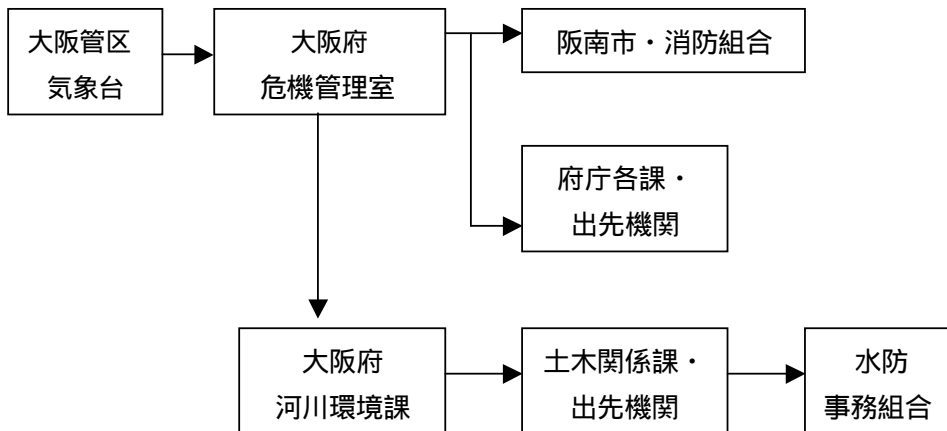 大阪管区
気象台
大阪府
危機管理室
阪南市・消防組合
府庁各課・
出先機関
大阪府
河川環境課
土木関係課・
出先機関
水防
事務組合